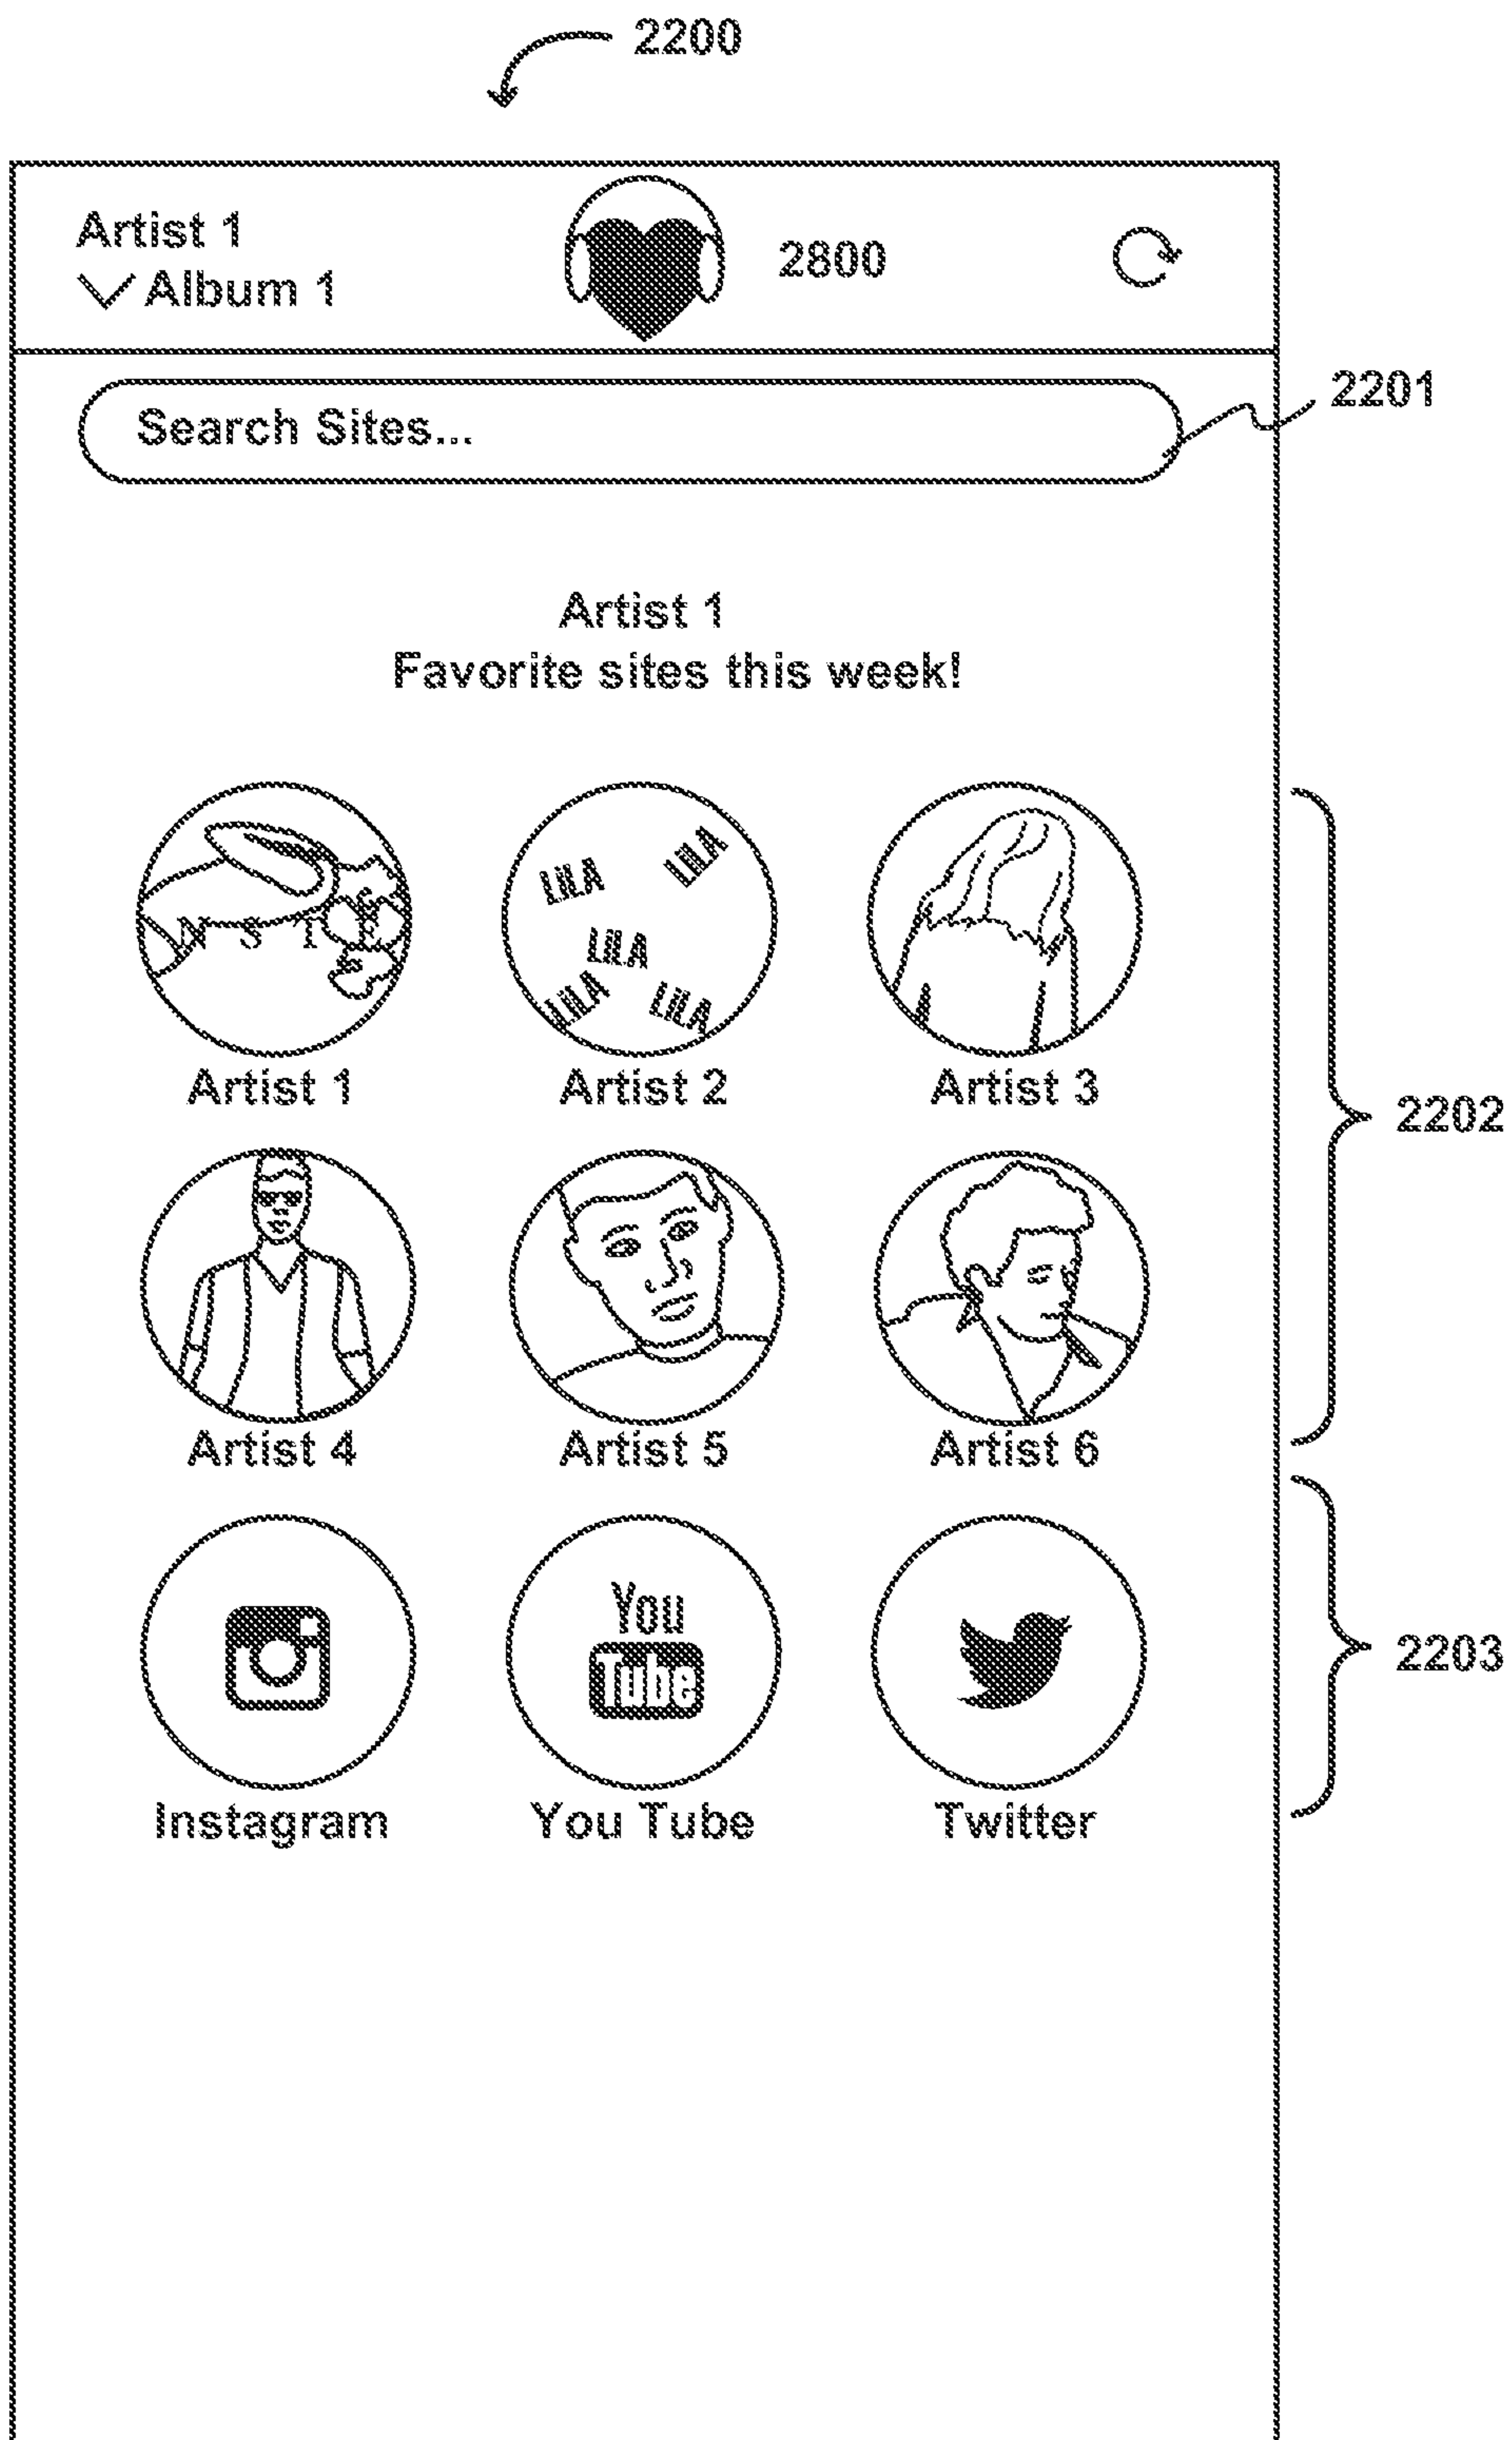 2200
Artist 1
Album 1
2800
Search Sites...
2201
Artist 1
Favorite sites this week!
N S T
LILA
LILA
LILA
LILA
LILA
Artist 1
Artist 2
Artist 3
2202
Artist 4
Artist 5
Artist 6
You
Tube
2203
Instagram
You Tube
Twitter